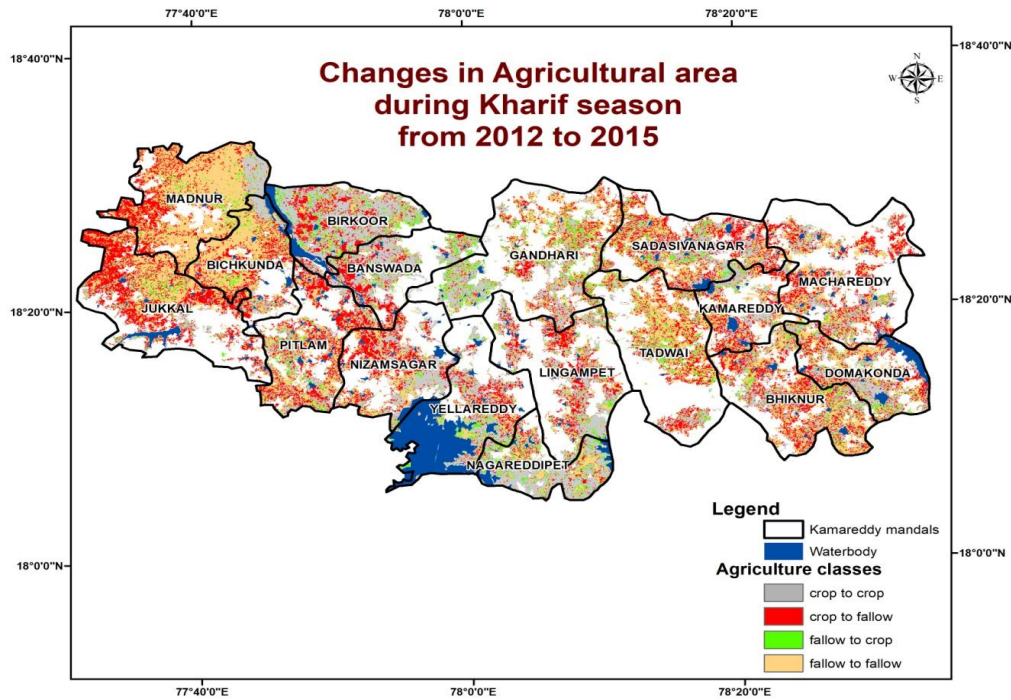 77°40'0"E 78°0'0"E 78°20'0"E
18°40'0"N 18°40'0"N
Changes in Agricultural area
during Kharif season
from 2012 to 2015
N
W E
S
MADNUR
BIRKOOR
SADASIVANAGAR
GANDHARI
BICHKUNDA
BANSWADA
MACHAREDDY
18°20'0"N 18°20'0"N
JUKKAL
KAMAREDDY
PITLAM
TADWAI
NIZAMSAGAR
LINGAMPET
DOMAKONDA
BHIKNUR
YELLAREDDY
NAGAREDDIPET
Legend
Kamareddy mandals
Waterbody
18°0'0"N 18°0'0"N
Agriculture classes
crop to crop
crop to fallow
fallow to crop
fallow to fallow
77°40'0"E 78°0'0"E 78°20'0"E